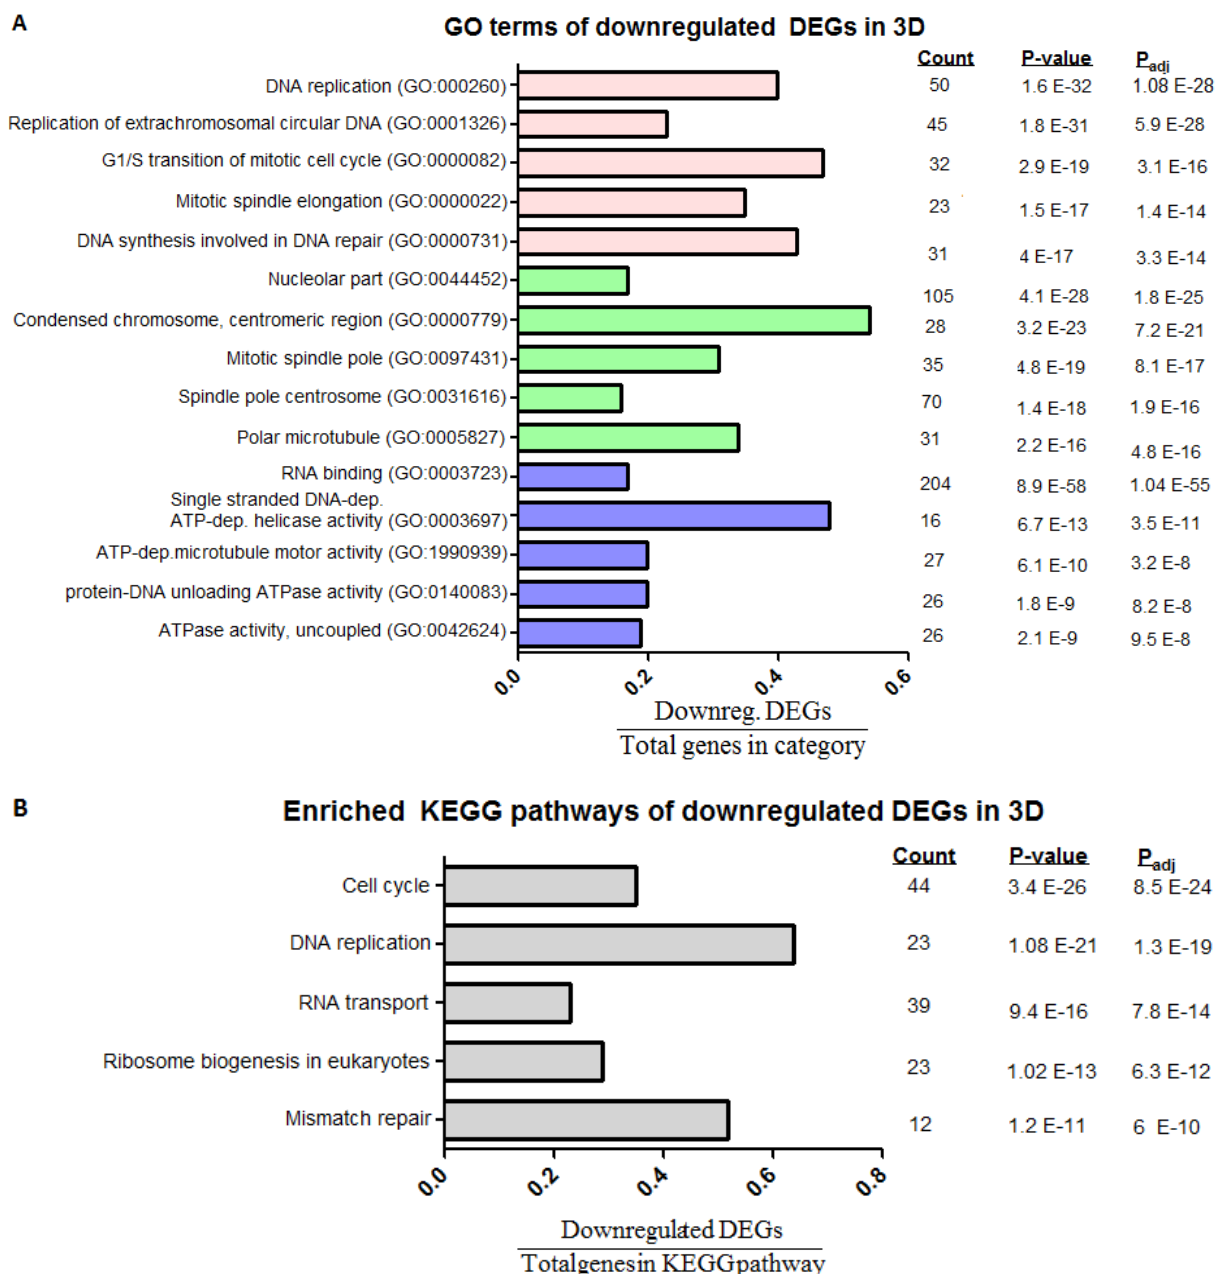 A
GO terms of downregulated DEGs in 3D
Count P-value Padj
DNA replication (GO:000260) 50 1.6 E-32 1.08 E-28
Replication of extrachromosomal circular DNA (GO:0001326) 45 1.8 E-31 5.9 E-28
G1/S transition of mitotic cell cycle (GO:0000082) 32 2.9 E-19 3.1 E-16
Mitotic spindle elongation (GO:0000022) 23 1.5 E-17 1.4 E-14
DNA synthesis involved in DNA repair (GO:0000731) 31 4 E-17 3.3 E-14
Nucleolar part (GO:0044452) 105 4.1 E-28 1.8 E-25
Condensed chromosome, centromeric region (GO:0000779) 28 3.2 E-23 7.2 E-21
Mitotic spindle pole (GO:0097431) 35 4.8 E-19 8.1 E-17
Spindle pole centrosome (GO:0031616) 70 1.4 E-18 1.9 E-16
Polar microtubule (GO:0005827) 31 2.2 E-16 4.8 E-16
RNA binding (GO:0003723) 204 8.9 E-58 1.04 E-55
Single stranded DNA-dep.
ATP-dep. helicase activity (GO:0003697) 16 6.7 E-13 3.5 E-11
ATP-dep.microtubule motor activity (GO:1990939) 27 6.1 E-10 3.2 E-8
protein-DNA unloading ATPase activity (GO:0140083) 26 1.8 E-9 8.2 E-8
ATPase activity, uncoupled (GO:0042624) 26 2.1 E-9 9.5 E-8
0.0 0.2 0.4 0.6
Downreg. DEGs
Total genes in category
B
Enriched KEGG pathways of downregulated DEGs in 3D
Count P-value Padj
Cell cycle 44 3.4 E-26 8.5 E-24
DNA replication 23 1.08 E-21 1.3 E-19
RNA transport 39 9.4 E-16 7.8 E-14
Ribosome biogenesis in eukaryotes 23 1.02 E-13 6.3 E-12
Mismatch repair 12 1.2 E-11 6 E-10
0.0 0.2 0.4 0.6 0.8
Downregulated DEGs
Totalgenesin KEGGpathway